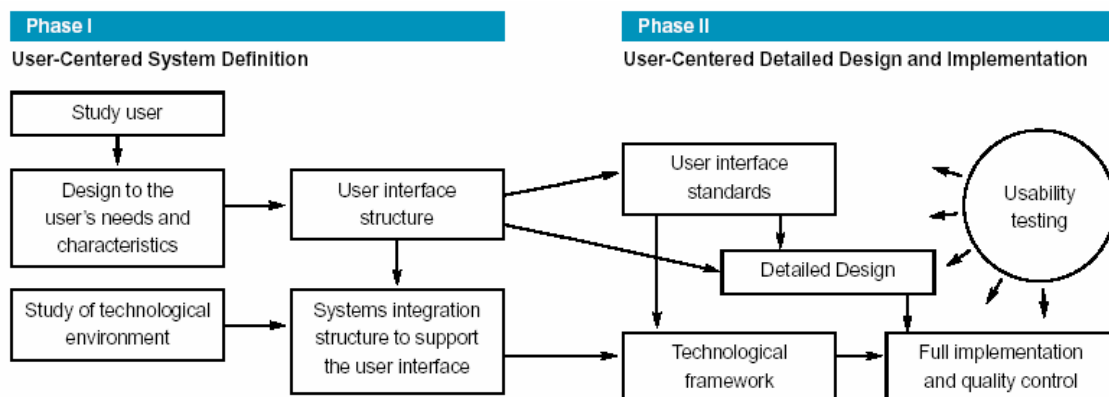 Phase I
User-Centered System Definition
Study user
Design to the
user's needs and
characteristics
User interface
structure
Study of technological
environment
Systems integration
structure to support
the user interface
Phase II
User-Centered Detailed Design and Implementation
User interface
standards
Usability
testing
Detailed Design
Technological
framework
Full implementation
and quality control